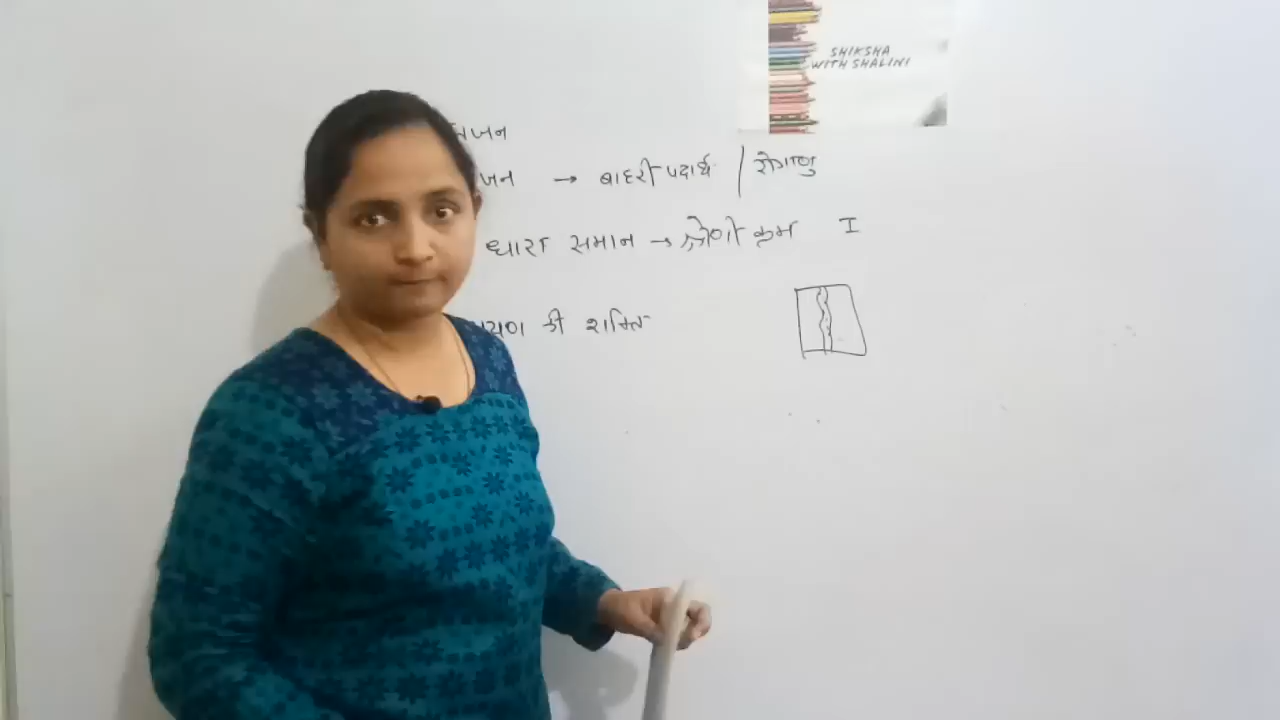 SHIKSHA
WITH SHALINI
जन
जन → बाहरी पदार्थ / रोगाणु
धारा समान → श्रेणी क्रम I
की शक्ति